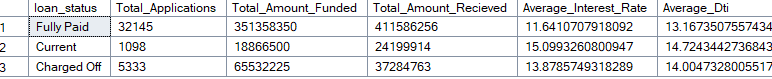 loan_status Total_Applications Total_Amount_Funded Total_Amount_Recieved Average_Interest_Rate Average_Dti
1 Fully Paid 32145 351358350 411586256 11.6410707918092 13.1673507557434
2 Current 1098 18866500 24199914 15.0993260800947 14.7243442736843
3 Charged Off 5333 65532225 37284763 13.8785749318289 14.0047328005517